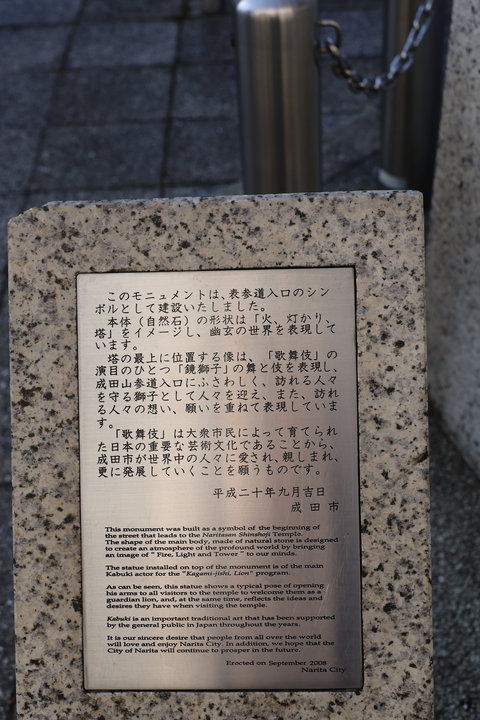 このモニュメントは、表参道入口のシン
ボルとして建設いたしました。
本体（自然石）の形状は「火、灯かり、
塔」をイメージし、幽玄の世界を表現して
います。
塔の最上に位置する像は、「歌舞伎」の
演目のひとつ「鏡獅子」の舞と伎を表現し、
成田山参道入口にふさわしく、訪れる人々
を守る獅子として人々を迎え、また、訪れ
る人々の想い、願いを重ねて表現していま
す。
「歌舞伎」は大衆市民によって育てられ
た日本の重要な芸術文化であることから、
成田市が世界中の人々に愛され、親しまれ、
更に発展していくことを願うものです。
平成二十年九月吉日
成田市
This monument was built as a symbol of the beginning of
the street that leads to the Naritasan Shinshoji Temple.
The shape of the main body, made of natural stone is designed
to create an atmosphere of the profound world by bringing
an image of " Fire, Light and Tower " to our minds.
The statue installed on top of the monument is of the main
Kabuki actor for the "Kagami-jishi, Lion" program.
As can be seen, this statue shows a typical pose of opening
his arms to all visitors to the temple to welcome them as a
guardian lion, and, at the same time, reflects the ideas and
desires they have when visiting the temple.
Kabuki is an important traditional art that has been supported
by the general public in Japan throughout the years.
It is our sincere desire that people from all over the world
will love and enjoy Narita City. In addition, we hope that the
City of Narita will continue to prosper in the future.
Erected on September 2008
Narita City